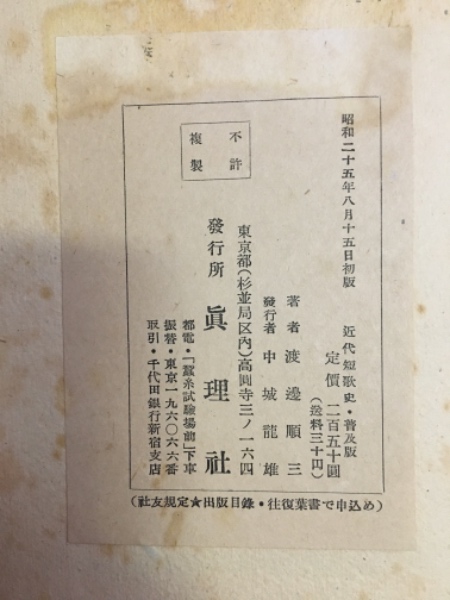 昭和二十五年八月十五日初版
近代短歌史・普及版
定價 二百五十圓
（送料三十円）
著者 渡邊順三
發行者 中城龍雄
東京都（杉並局区内）高圓寺三ノ一六四
發行所 眞理社
都電・「蚕糸試験場前」下車
振替・東京一九六〇六六番
取引・千代田銀行新宿支店
不許
複製
（社友規定★出版目錄・往復葉書で申込め）